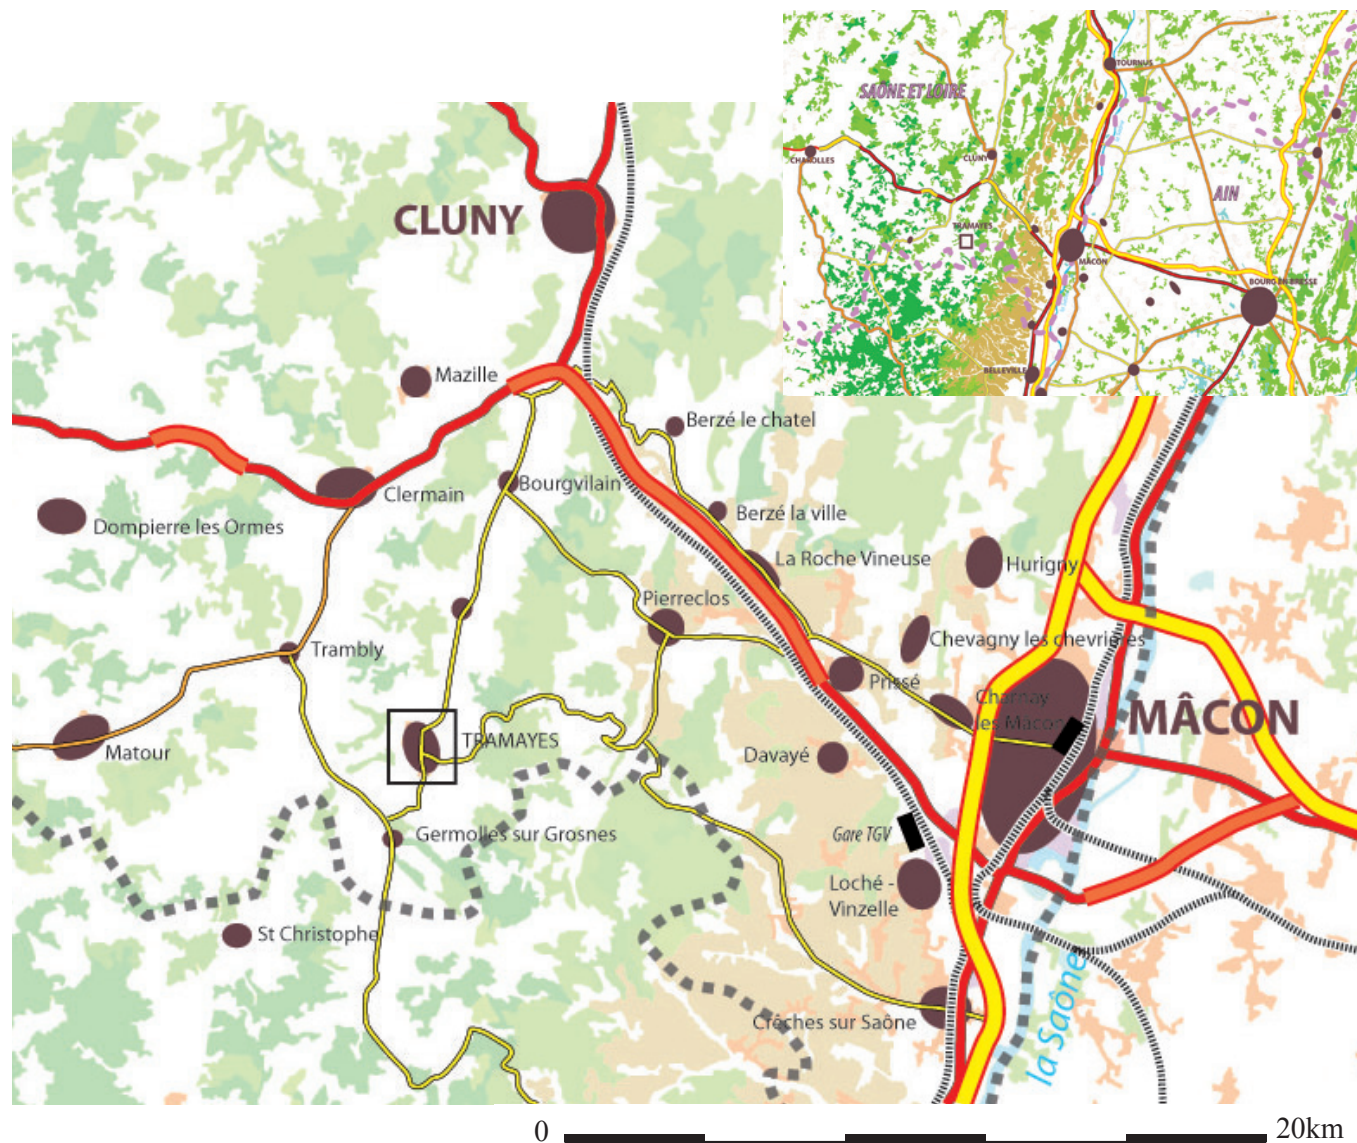 TOURNUS
SAÔNE ET LOIRE
CHAROLLES
CLUNY
AIN
TRAMAYES
MACON
BOURG-EN-BRESSE
BELLEVILLE
CLUNY
Mazille
Berzé le chatel
Clermain
Bourgvilain
Berzé la ville
Dompierre les Ormes
La Roche Vineuse
Hurigny
Pierreclos
Chevagny les chevrières
Trambly
Prissé
Charnay
les Macon
MÂCON
TRAMAYES
Matour
Davayé
Germolles sur Grosnes
Gare TGV
Loché -
Vinzelle
St Christophe
la Saône
Crêches sur Saône
0
20km